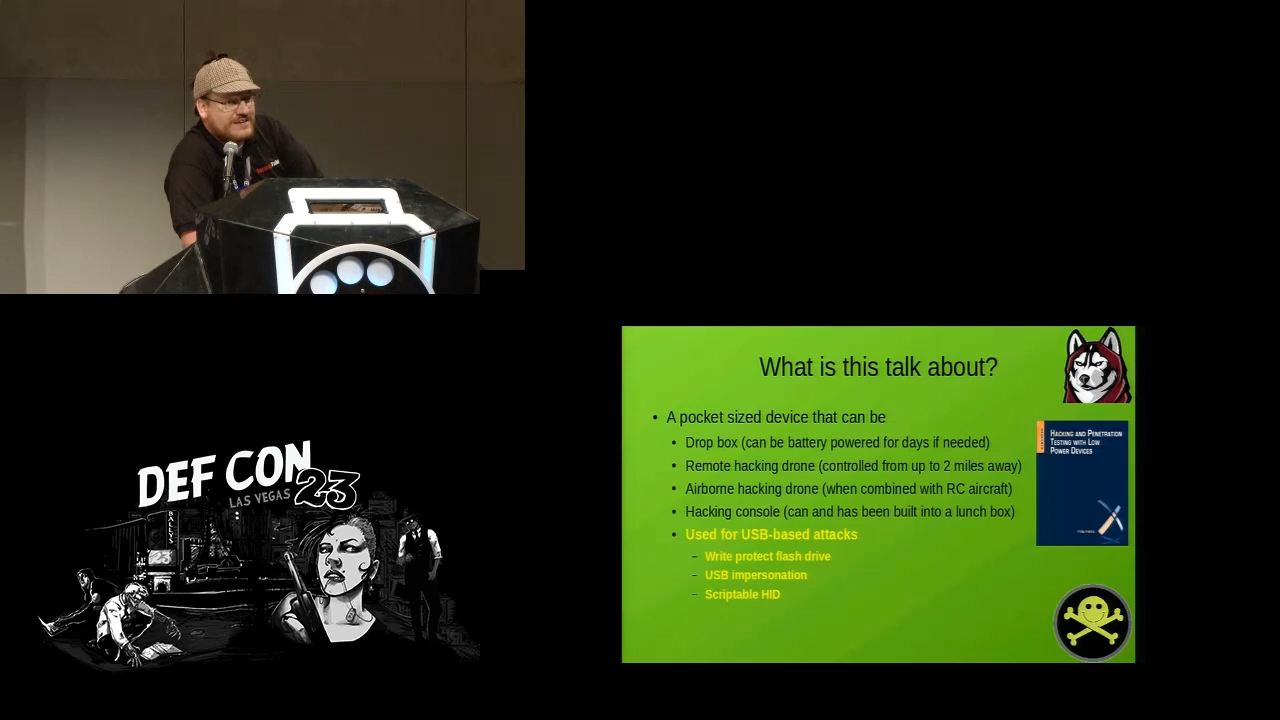 What is this talk about?
• A pocket sized device that can be
• Drop box (can be battery powered for days if needed)
• Remote hacking drone (controlled from up to 2 miles away)
• Airborne hacking drone (when combined with RC aircraft)
• Hacking console (can and has been built into a lunch box)
• Used for USB-based attacks
– Write protect flash drive
– USB impersonation
– Scriptable HID
HACKING AND PENETRATION
TESTING WITH LOW
POWER DEVICES
DEF CON
LAS VEGAS 23
BALLYS